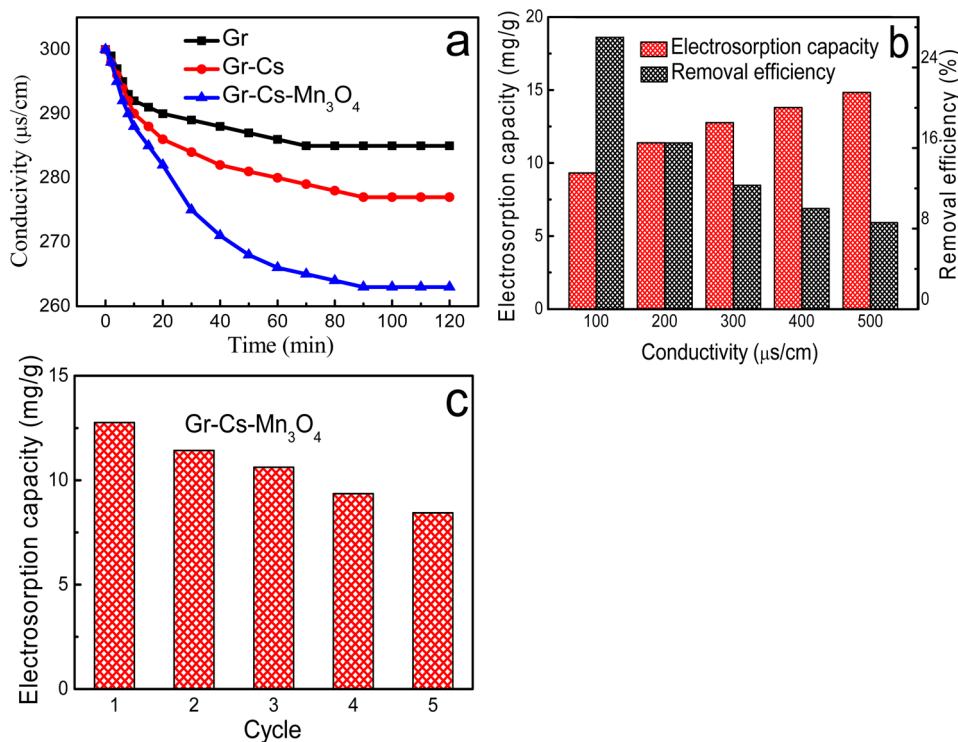 a
Gr
Gr-Cs
Gr-Cs-Mn3O4
300
290
280
270
260
Conducivity (μs/cm)
0 20 40 60 80 100 120
Time (min)
b
Electrosorption capacity
Removal efficiency
20
15
10
5
0
Electrosorption capacity (mg/g)
24
16
8
0
Removal efficiency (%)
100 200 300 400 500
Conductivity (μs/cm)
c
Gr-Cs-Mn3O4
15
10
5
0
Electrosorption capacity (mg/g)
1 2 3 4 5
Cycle